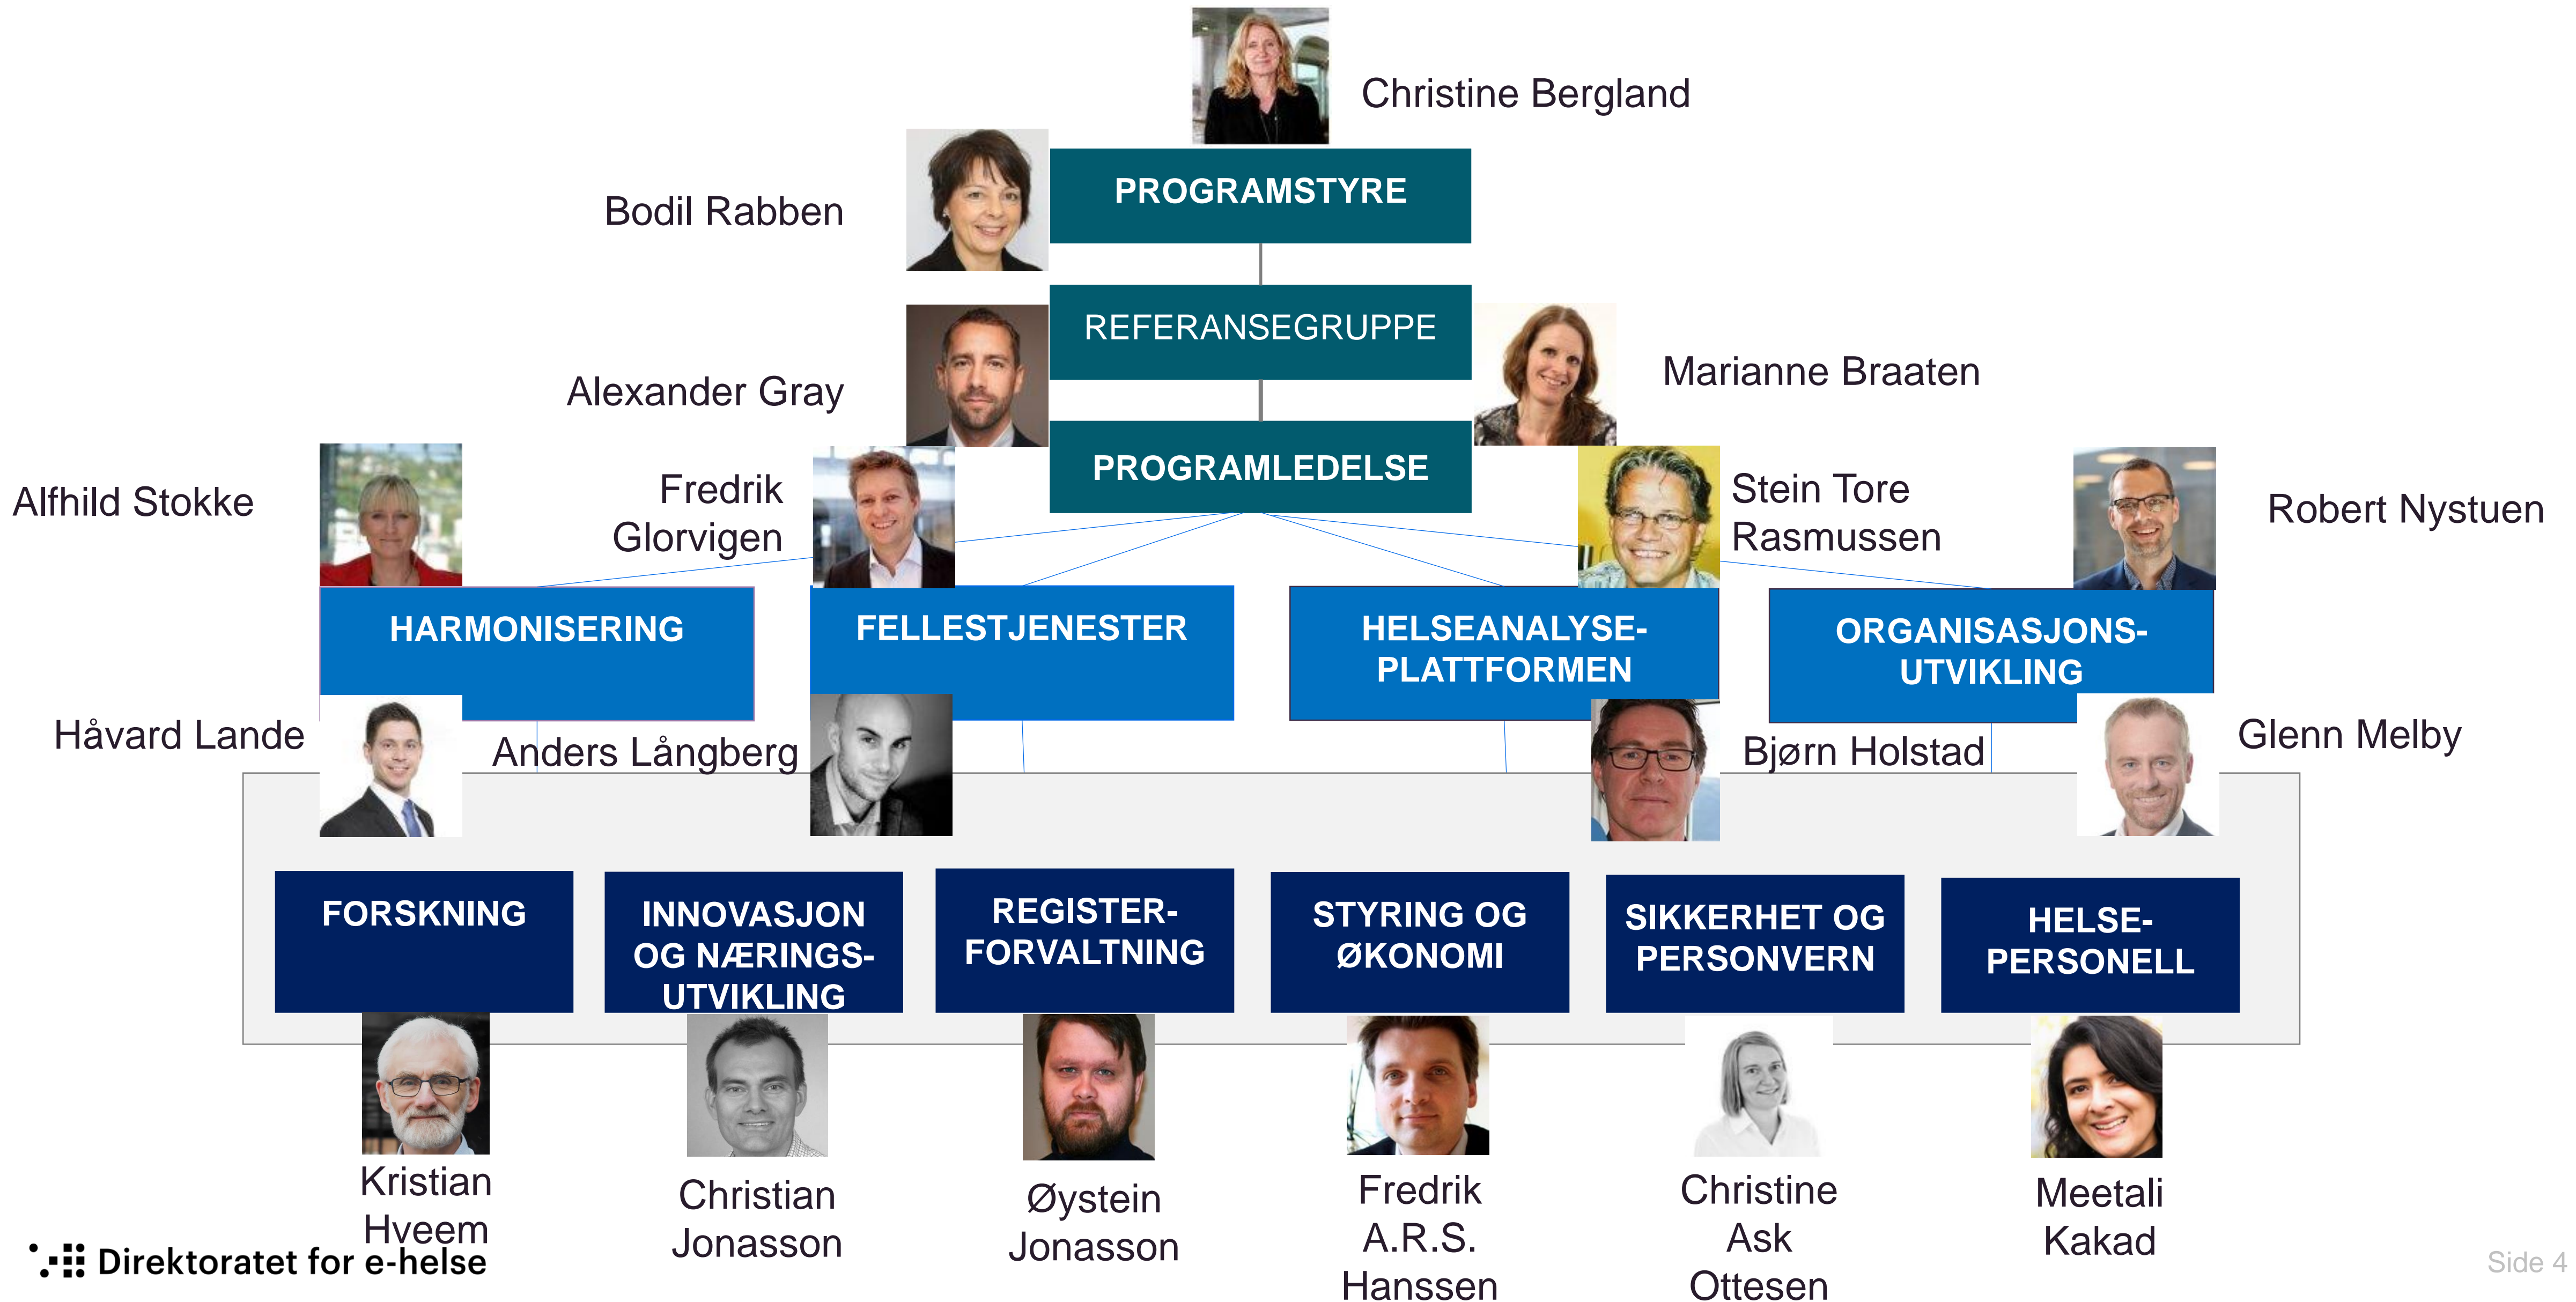 Christine Bergland
PROGRAMSTYRE
Bodil Rabben
REFERANSEGRUPPE
Alexander Gray
Marianne Braaten
PROGRAMLEDELSE
Alfhild Stokke
Fredrik
Glorvigen
Stein Tore
Rasmussen
Robert Nystuen
HARMONISERING
FELLESTJENESTER
HELSEANALYSE-
PLATTFORMEN
ORGANISASJONS-
UTVIKLING
Håvard Lande
Anders Långberg
Bjørn Holstad
Glenn Melby
FORSKNING
INNOVASJON
OG NÆRINGS-
UTVIKLING
REGISTER-
FORVALTNING
STYRING OG
ØKONOMI
SIKKERHET OG
PERSONVERN
HELSE-
PERSONELL
Kristian
Hveem
Christian
Jonasson
Øystein
Jonasson
Fredrik
A.R.S.
Hanssen
Christine
Ask
Ottesen
Meetali
Kakad
Direktoratet for e-helse
Side 4